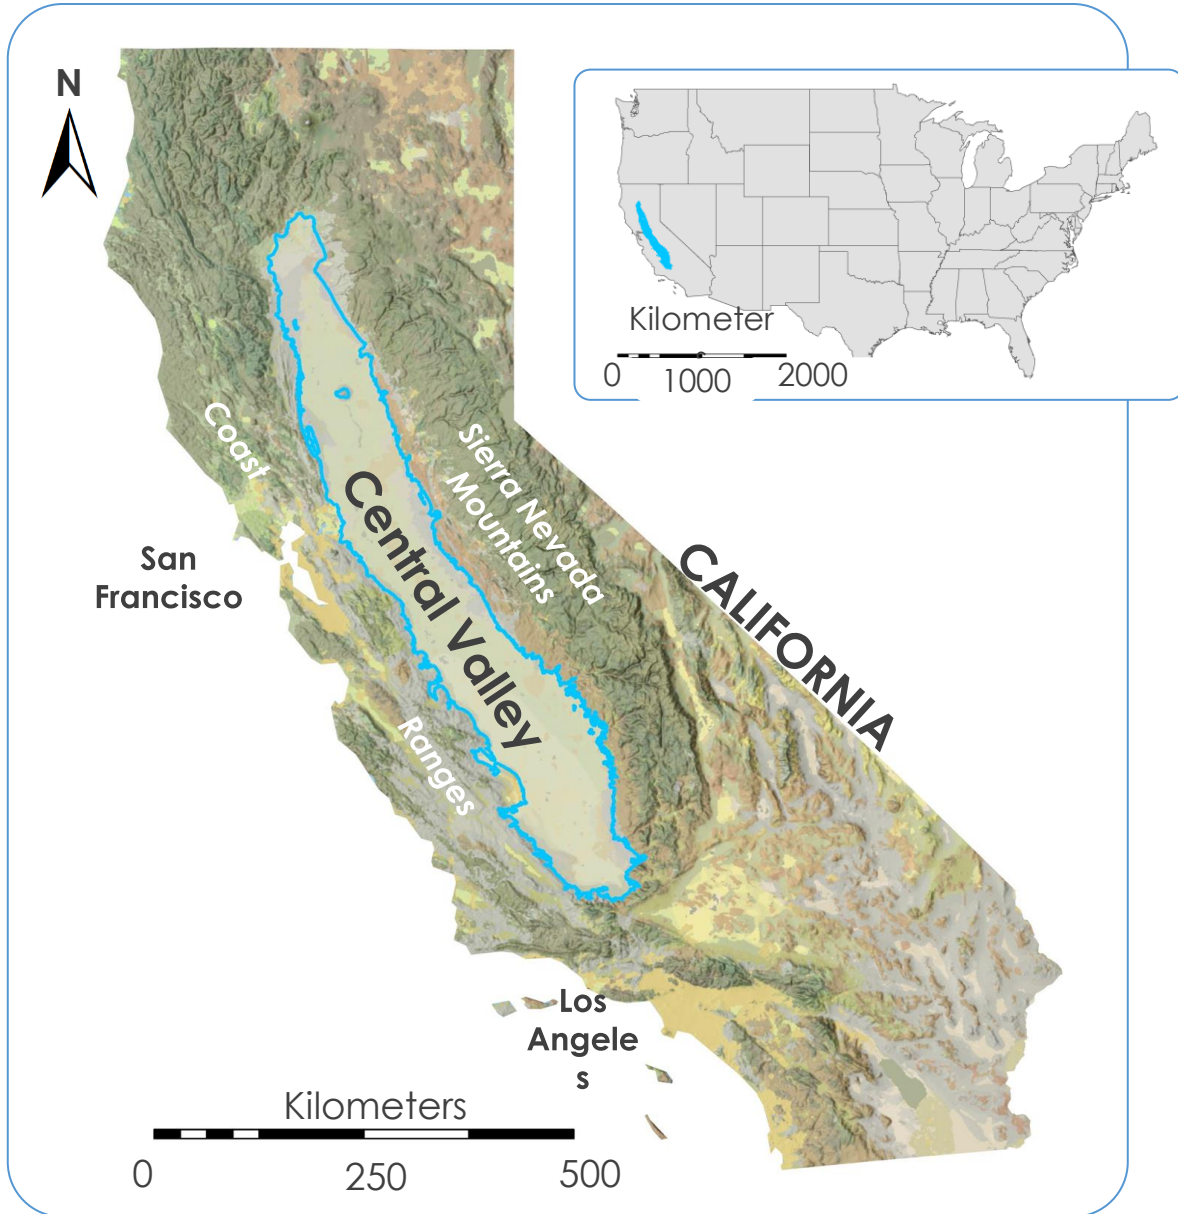 N
Kilometer
0 1000 2000
Coast
Sierra Nevada
Mountains
Central Valley
San
Francisco
CALIFORNIA
Ranges
Los
Angele
s
Kilometers
0 250 500